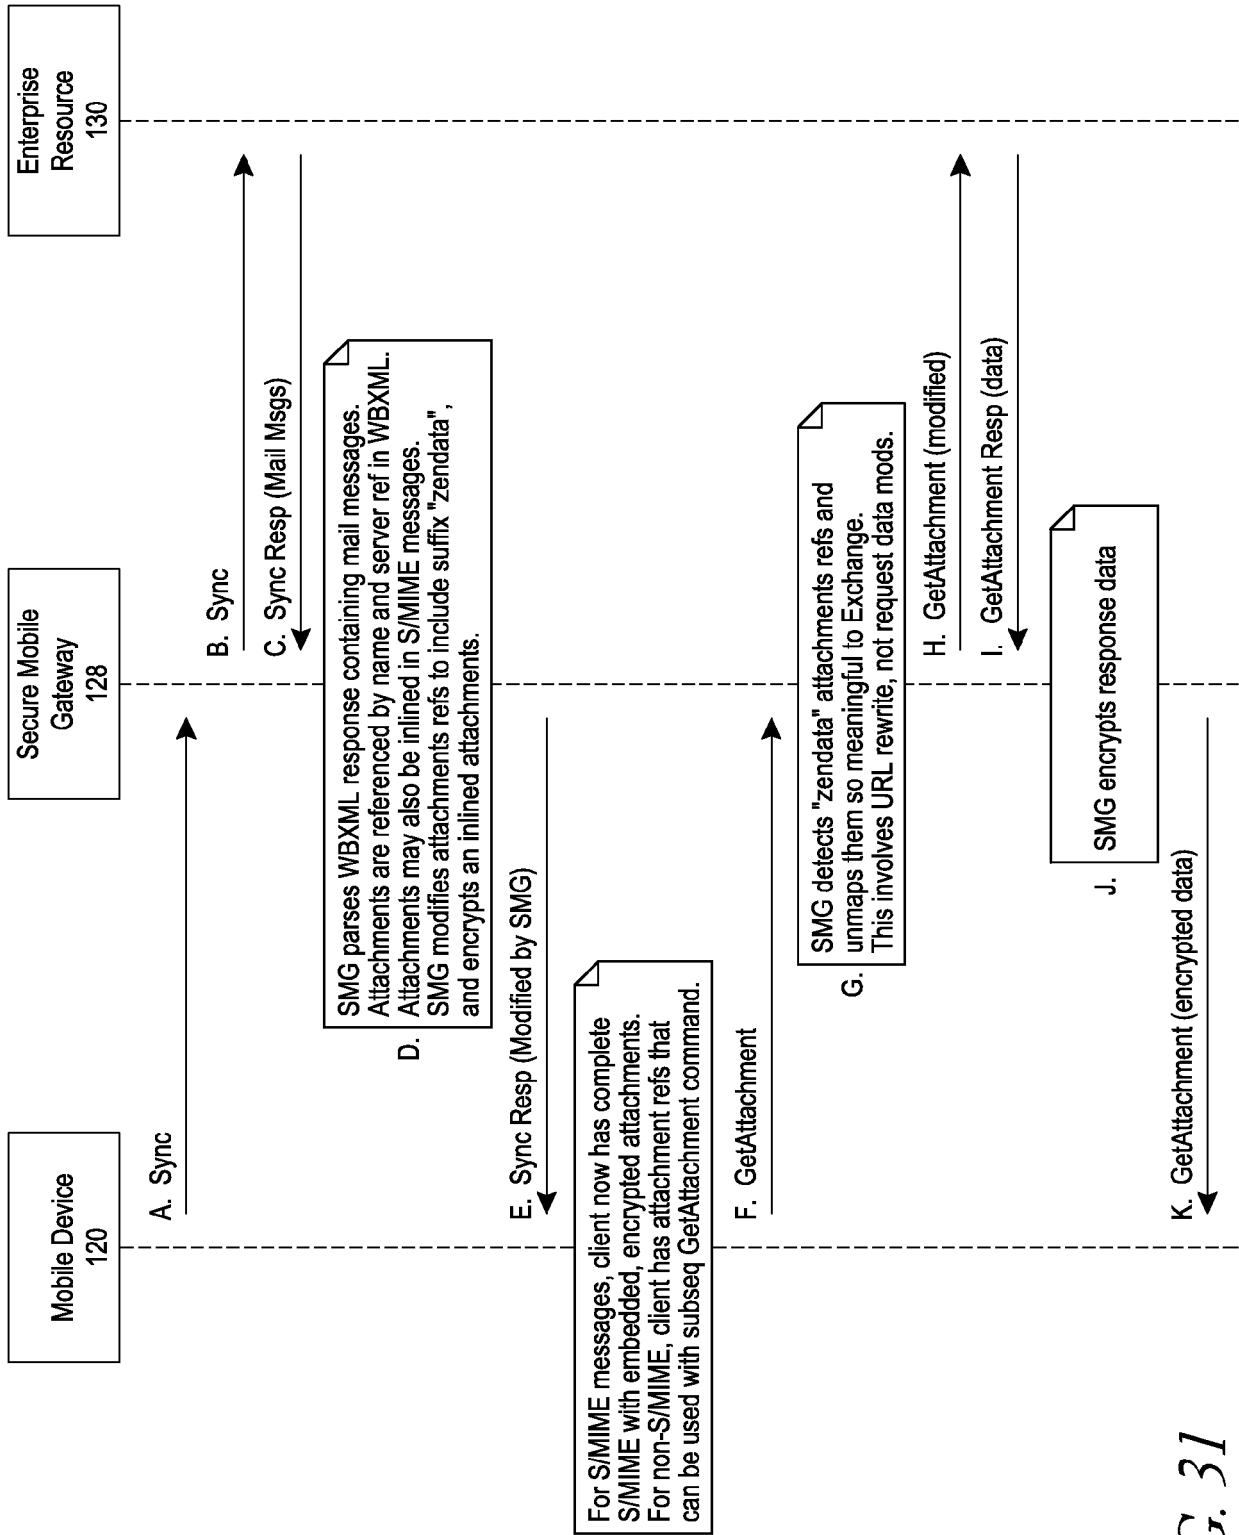 Mobile Device
120
Secure Mobile
Gateway
128
Enterprise
Resource
130
A. Sync
B. Sync
C. Sync Resp (Mail Msgs)
SMG parses WBXML response containing mail messages.
Attachments are referenced by name and server ref in WBXML.
Attachments may also be inlined in S/MIME messages.
SMG modifies attachments refs to include suffix "zendata",
and encrypts an inlined attachments.
D.
E. Sync Resp (Modified by SMG)
For S/MIME messages, client now has complete
S/MIME with embedded, encrypted attachments.
For non-S/MIME, client has attachment refs that
can be used with subseq GetAttachment command.
F. GetAttachment
SMG detects "zendata" attachments refs and
unmaps them so meaningful to Exchange.
This involves URL rewrite, not request data mods.
G.
H. GetAttachment (modified)
I. GetAttachment Resp (data)
J. SMG encrypts response data
K. GetAttachment (encrypted data)
31